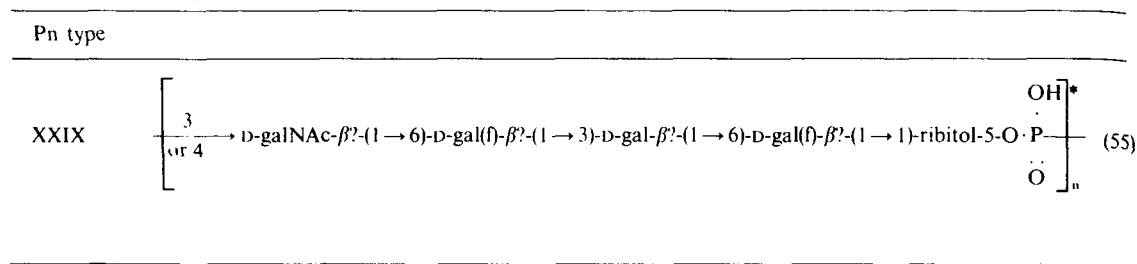 Pn type
OH *
XXIX 3 → D-galNAc-β?-(1 → 6)-D-gal(f)-β?-(1 → 3)-D-gal-β?-(1 → 6)-D-gal(f)-β?-(1 → 1)-ribitol-5-O·P (55)
or 4
O n